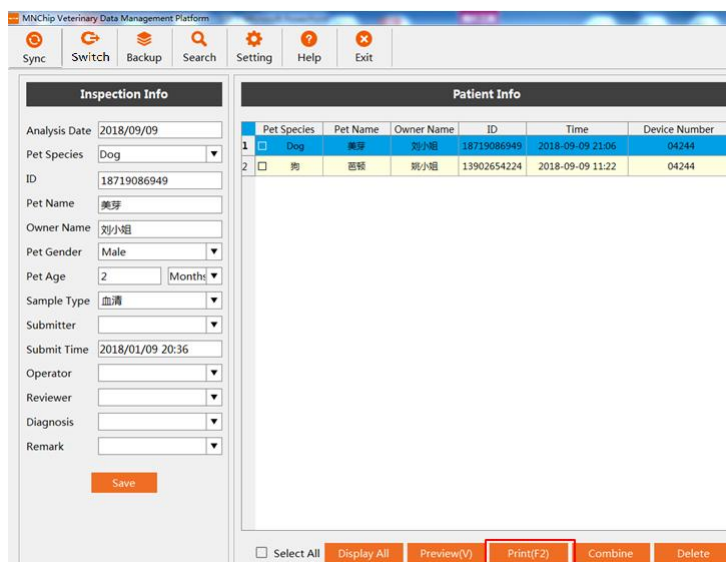 MNChip Veterinary Data Management Platform
Sync Switch Backup Search Setting Help Exit
Inspection Info
Analysis Date 2018/09/09
Pet Species Dog
ID 18719086949
Pet Name 美芽
Owner Name 刘小姐
Pet Gender Male
Pet Age 2 Months
Sample Type 血清
Submitter
Submit Time 2018/01/09 20:36
Operator
Reviewer
Diagnosis
Remark
Save
Patient Info
Pet Species Pet Name Owner Name ID Time Device Number
1 Dog 美芽 刘小姐 18719086949 2018-09-09 21:06 04244
2 狗 芭顿 姚小姐 13902654224 2018-09-09 11:22 04244
Select All Display All Preview(V) Print(F2) Combine Delete